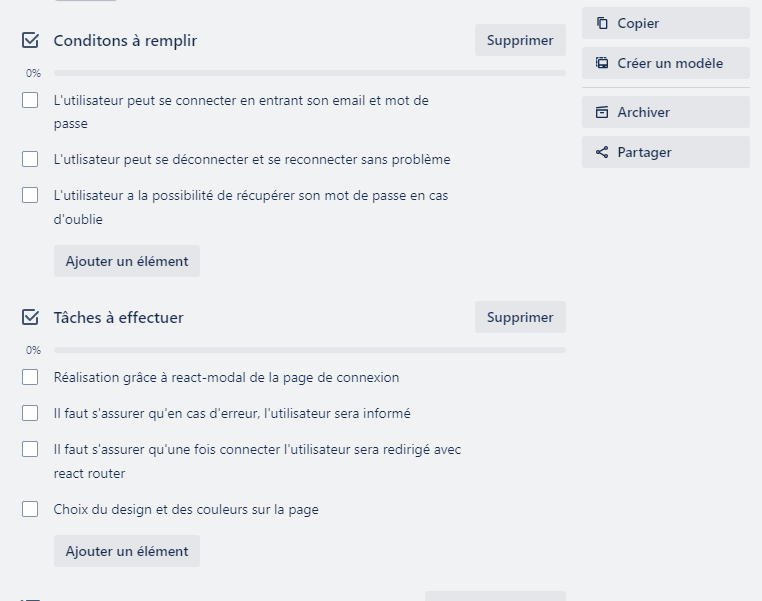 Conditons à remplir
Supprimer
0%
L'utilisateur peut se connecter en entrant son email et mot de
passe
L'utlisateur peut se déconnecter et se reconnecter sans problème
L'utilisateur a la possibilité de récupérer son mot de passe en cas
d'oublie
Ajouter un élément
Tâches à effectuer
Supprimer
0%
Réalisation grâce à react-modal de la page de connexion
Il faut s'assurer qu'en cas d'erreur, l'utilisateur sera informé
Il faut s'assurer qu'une fois connecter l'utilisateur sera redirigé avec
react router
Choix du design et des couleurs sur la page
Ajouter un élément
Copier
Créer un modèle
Archiver
Partager